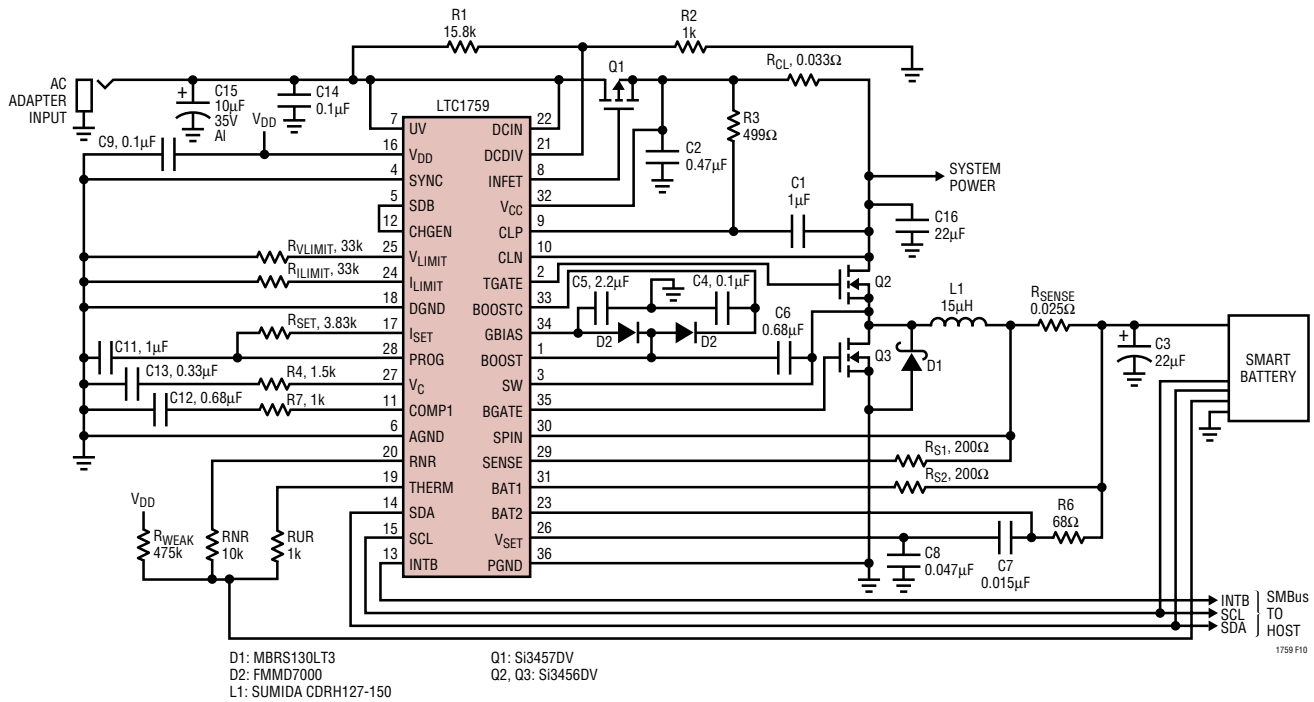 R1
15.8k
R2
1k
RCL, 0.033Ω
Q1
AC
ADAPTER
INPUT
+
C15
10µF
35V
Al
C14
0.1µF
VDD
C9, 0.1µF
LTC1759
7
UV
16
VDD
4
SYNC
5
SDB
12
CHGEN
25
VLIMIT
24
ILIMIT
18
DGND
17
ISET
28
PROG
27
VC
11
COMP1
6
AGND
20
RNR
19
THERM
14
SDA
15
SCL
13
INTB
22
DCIN
21
DCDIV
8
INFET
32
VCC
9
CLP
10
CLN
2
TGATE
33
BOOSTC
34
GBIAS
1
BOOST
3
SW
35
BGATE
30
SPIN
29
SENSE
31
BAT1
23
BAT2
26
VSET
36
PGND
RVLIMIT, 33k
RILIMIT, 33k
RSET, 3.83k
C11, 1µF
C13, 0.33µF
R4, 1.5k
C12, 0.68µF
R7, 1k
VDD
RWEAK
475k
RNR
10k
RUR
1k
C2
0.47µF
R3
499Ω
C1
1µF
SYSTEM
POWER
C16
22µF
C5, 2.2µF
C4, 0.1µF
D2
D2
C6
0.68µF
Q2
Q3
D1
L1
15µH
RSENSE
0.025Ω
+
C3
22µF
SMART
BATTERY
RS1, 200Ω
RS2, 200Ω
R6
68Ω
C8
0.047µF
C7
0.015µF
INTB
SCL
SDA
SMBus
TO
HOST
1759 F10
D1: MBRS130LT3
D2: FMMD7000
L1: SUMIDA CDRH127-150
Q1: Si3457DV
Q2, Q3: Si3456DV